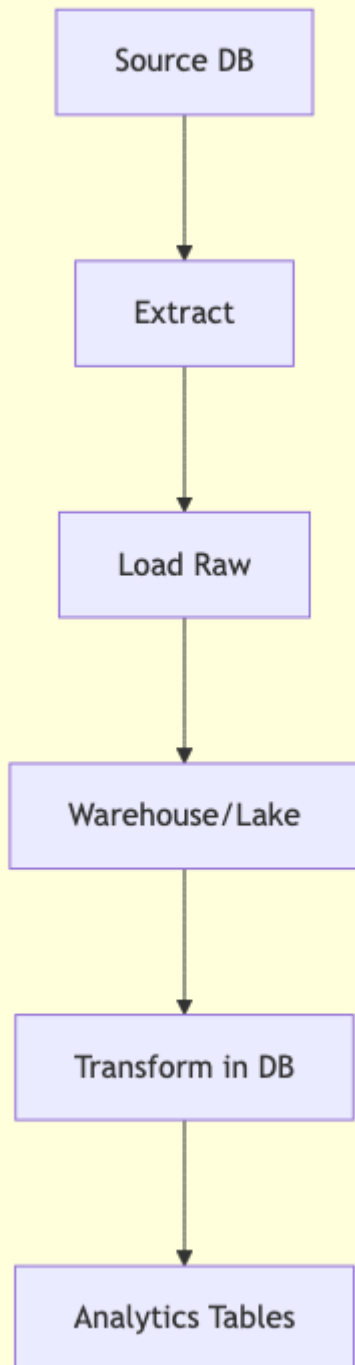 Source DB
Extract
Load Raw
Warehouse/Lake
Transform in DB
Analytics Tables